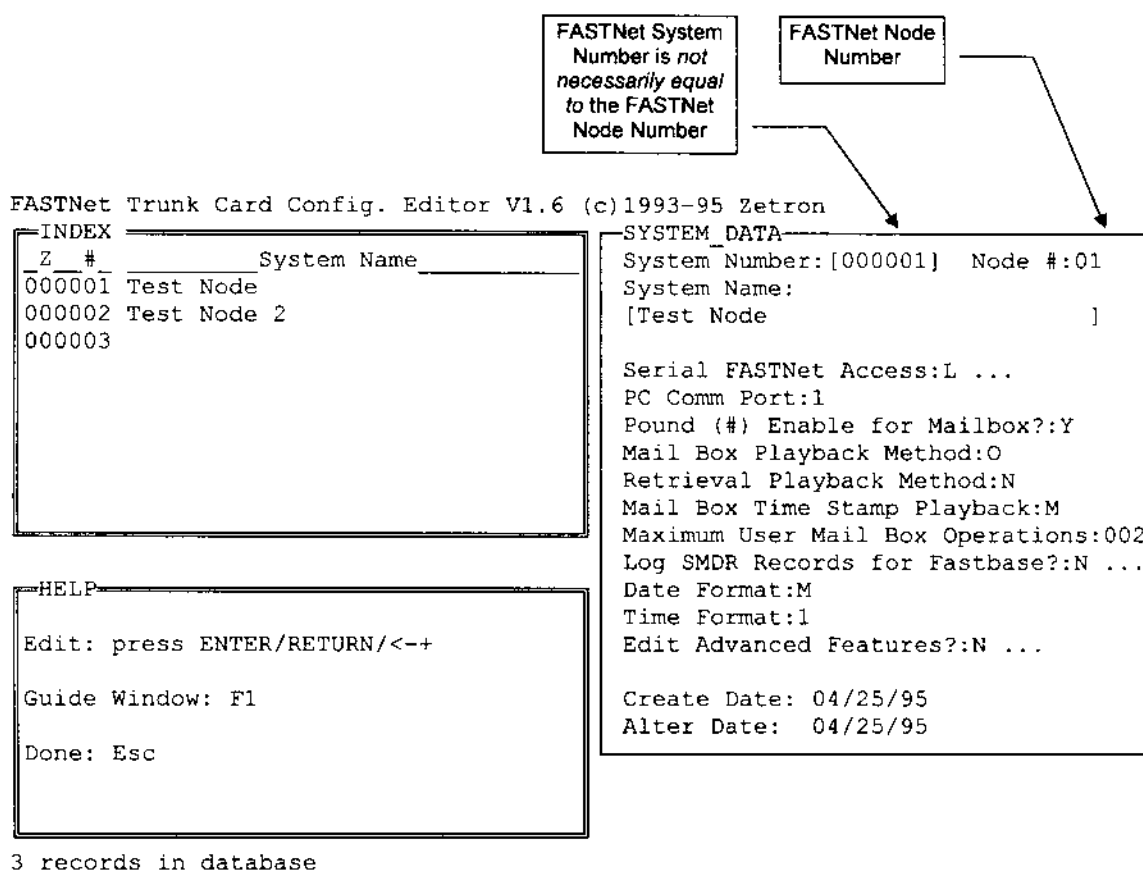 FASTNet System
Number is not
necessarily equal
to the FASTNet
Node Number
FASTNet Node
Number
FASTNet Trunk Card Config. Editor V1.6 (c)1993-95 Zetron
INDEX
Z # System Name
000001 Test Node
000002 Test Node 2
000003
SYSTEM_DATA
System Number:[000001] Node #:01
System Name:
[Test Node ]
Serial FASTNet Access:L ...
PC Comm Port:1
Pound (#) Enable for Mailbox?:Y
Mail Box Playback Method:O
Retrieval Playback Method:N
Mail Box Time Stamp Playback:M
Maximum User Mail Box Operations:002
Log SMDR Records for Fastbase?:N ...
Date Format:M
Time Format:1
Edit Advanced Features?:N ...
Create Date: 04/25/95
Alter Date: 04/25/95
HELP
Edit: press ENTER/RETURN/<-+
Guide Window: F1
Done: Esc
3 records in database